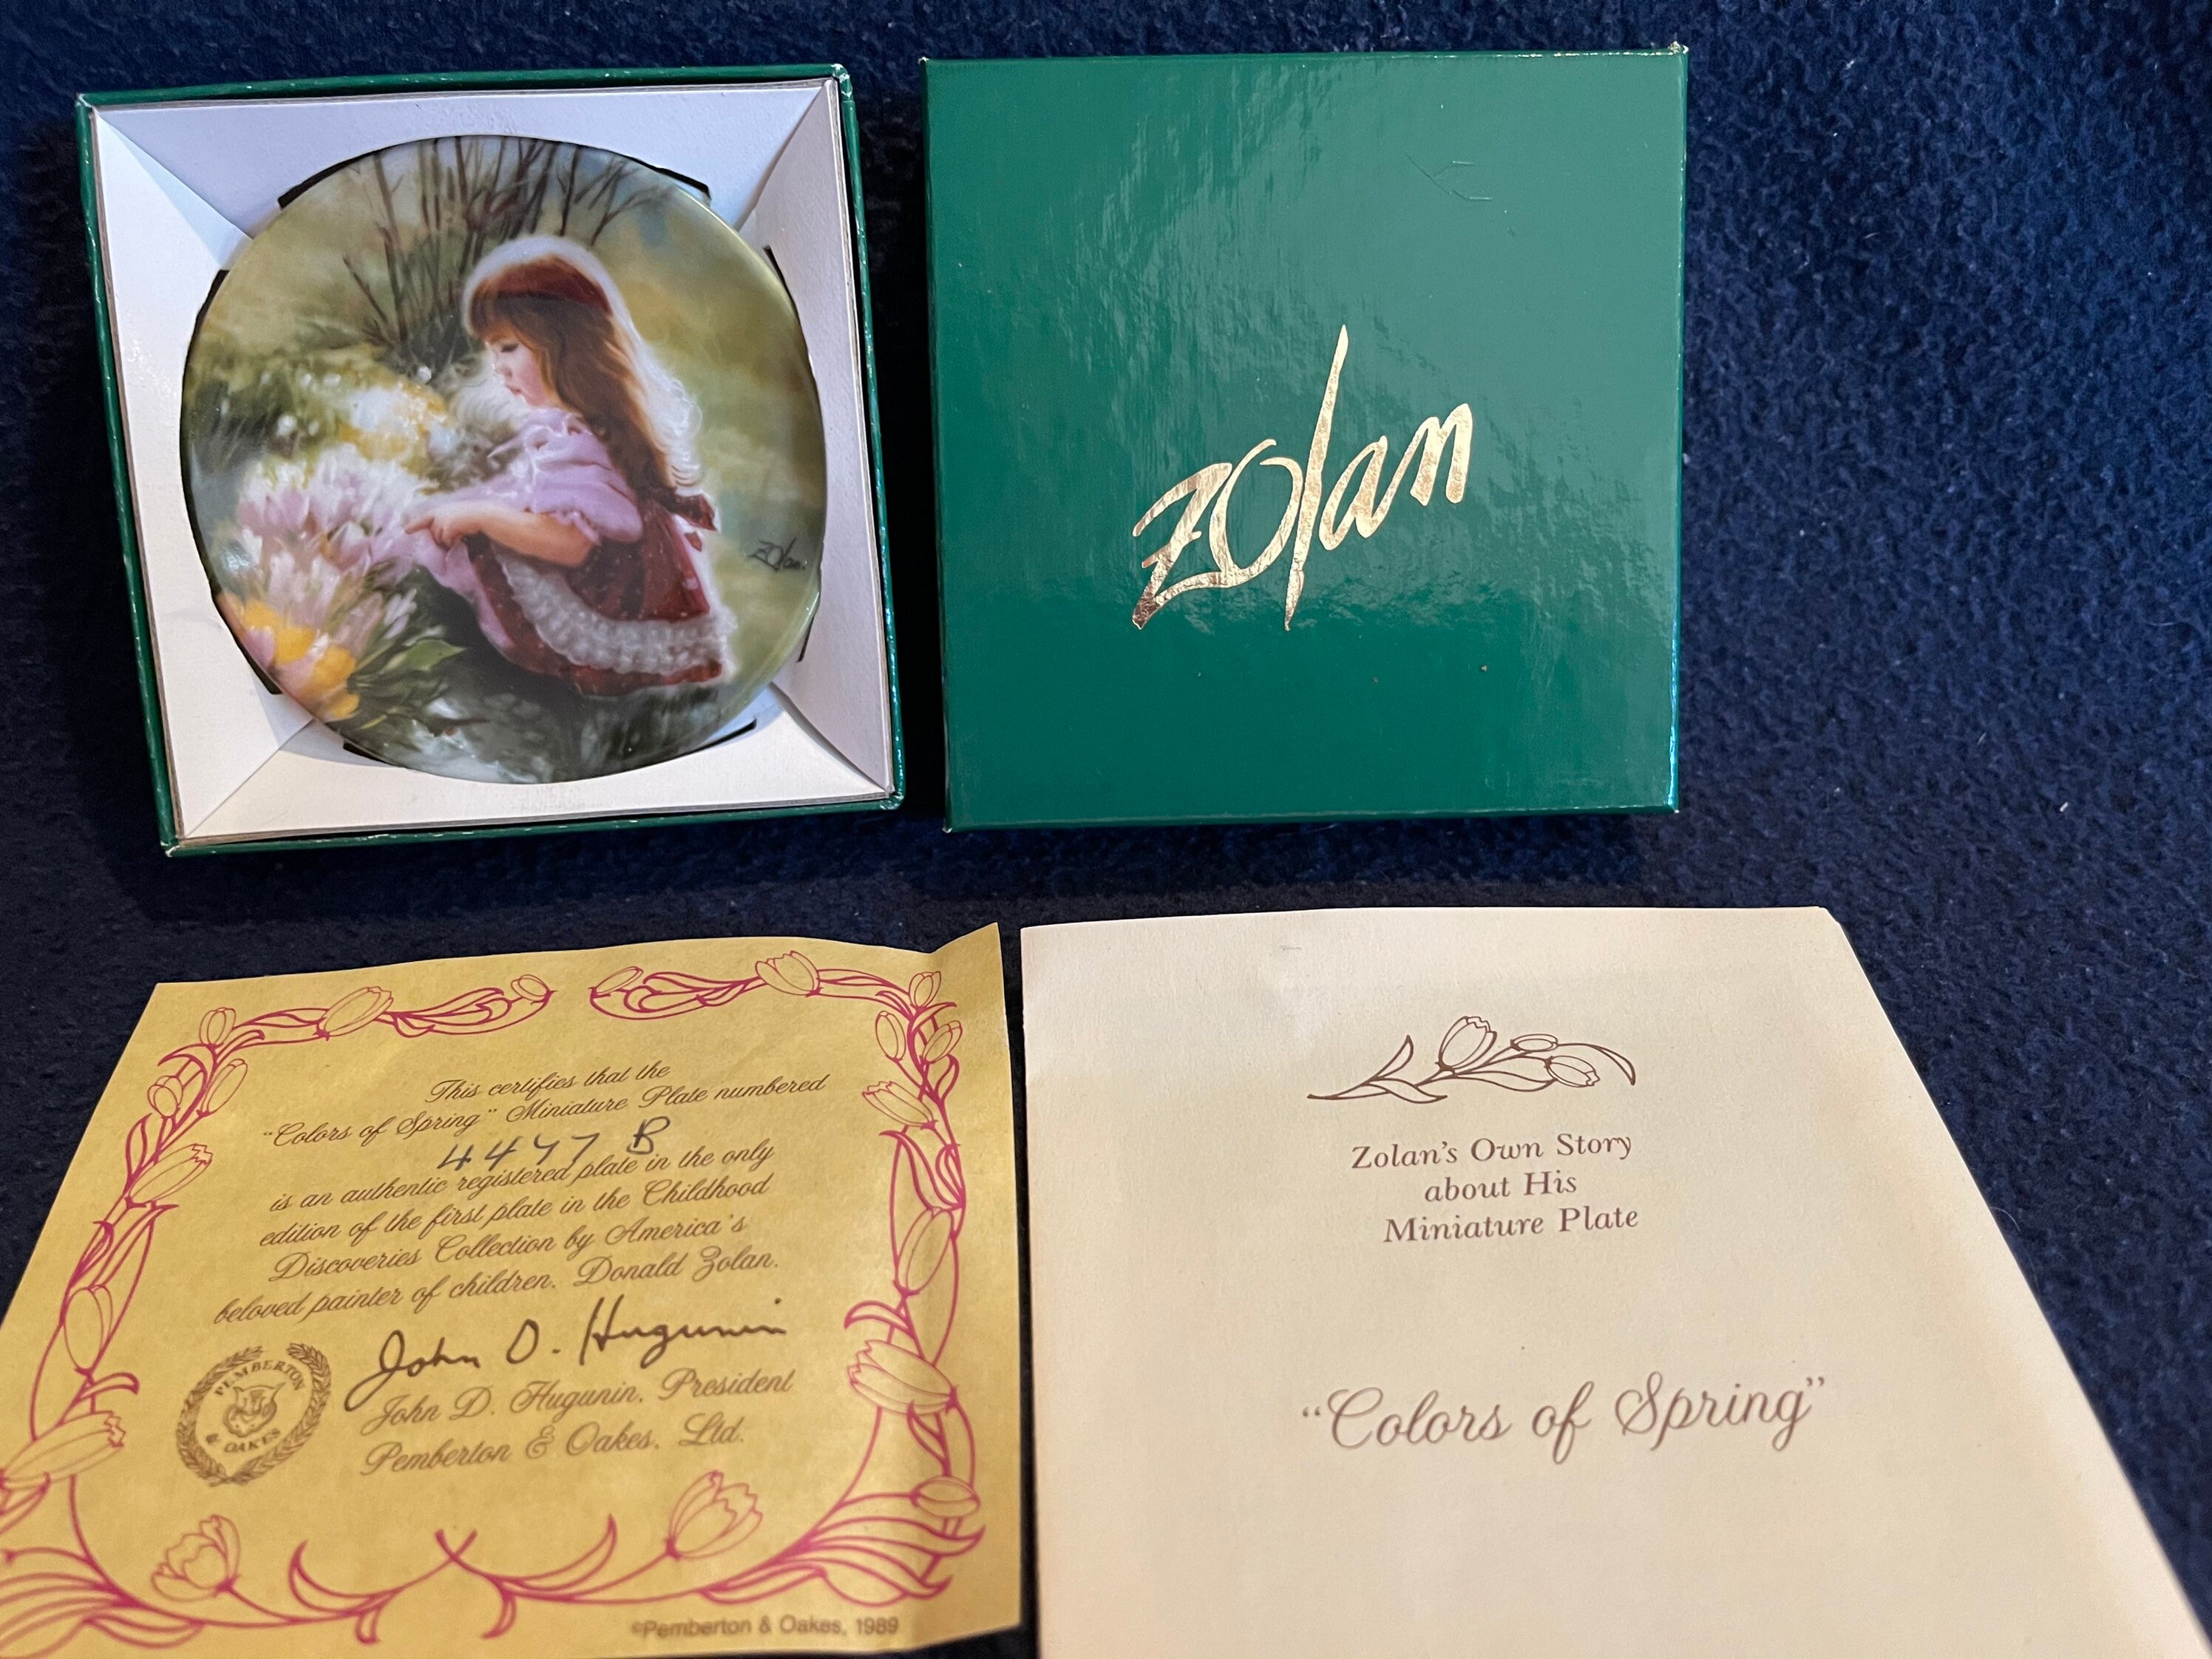 Zolan.
Zolan
This certifies that the
"Colors of Spring" Miniature Plate numbered
4477 B
is an authentic registered plate in the only
edition of the first plate in the Childhood
Discoveries Collection by America's
beloved painter of children, Donald Zolan.
John D. Hugunin
John D. Hugunin, President
Pemberton & Oakes, Ltd.
PEMBERTON
& OAKES
©Pemberton & Oakes, 1989
Zolan's Own Story
about His
Miniature Plate
"Colors of Spring"